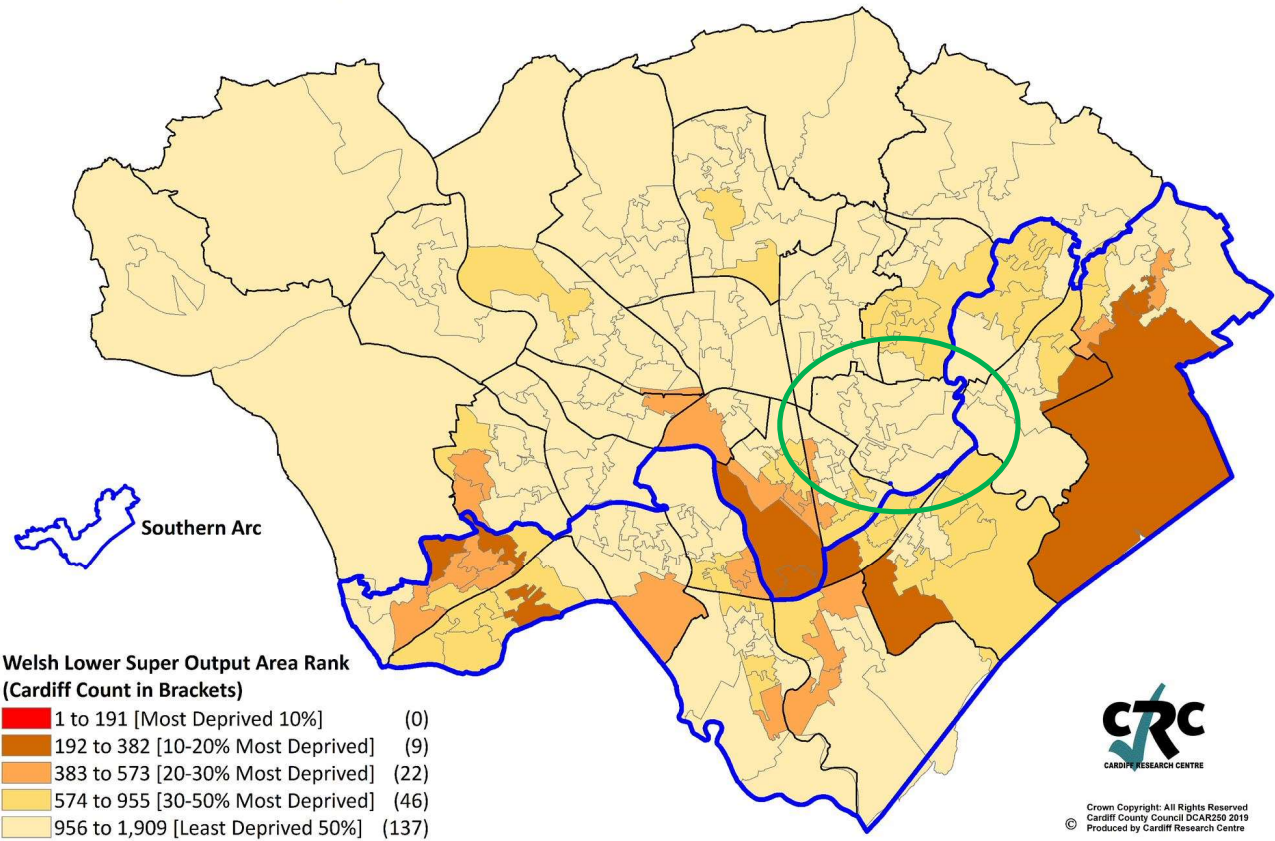 Southern Arc
Welsh Lower Super Output Area Rank
(Cardiff Count in Brackets)
1 to 191 [Most Deprived 10%] (0)
192 to 382 [10-20% Most Deprived] (9)
383 to 573 [20-30% Most Deprived] (22)
574 to 955 [30-50% Most Deprived] (46)
956 to 1,909 [Least Deprived 50%] (137)
CRC
CARDIFF RESEARCH CENTRE
Crown Copyright: All Rights Reserved
Cardiff County Council DCAR250 2019
© Produced by Cardiff Research Centre